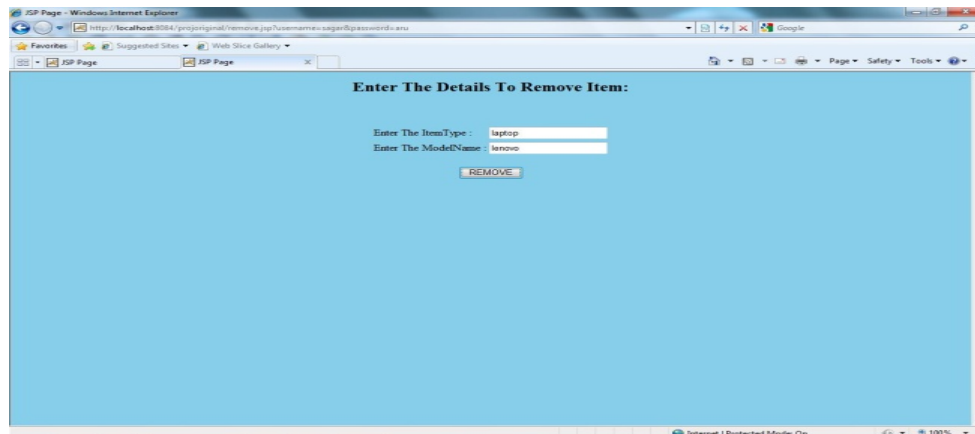 JSP Page - Windows Internet Explorer
http://localhost:8084/projoriginal/remove.jsp?username=sagar&password=aru
Google
Favorites Suggested Sites Web Slice Gallery
JSP Page JSP Page Page Safety Tools
Enter The Details To Remove Item:
Enter The ItemType : laptop
Enter The ModelName : lenovo
REMOVE
Internet | Protected Mode: On 100%